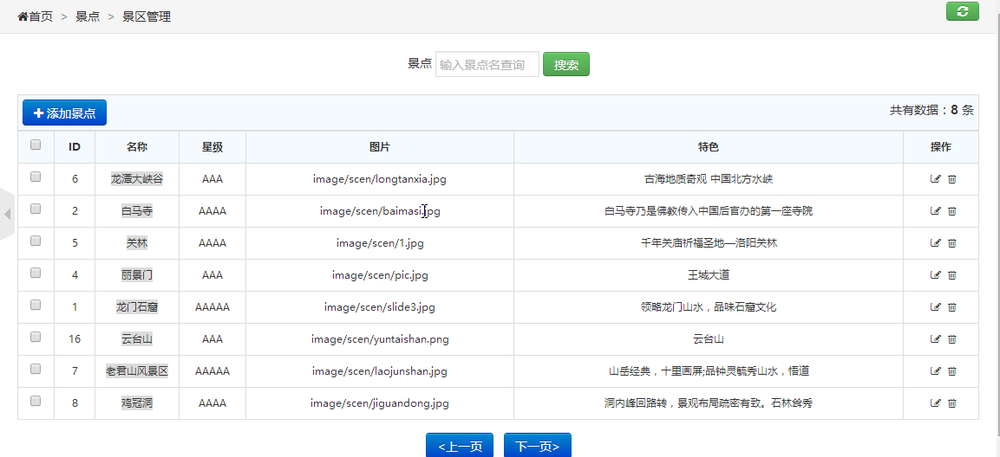 首页 > 景点 > 景区管理
景点 输入景点名查询 搜索
添加景点 共有数据：8 条
ID 名称 星级 图片 特色 操作
6 龙潭大峡谷 AAA image/scen/longtanxia.jpg 古海地质奇观 中国北方水峡
2 白马寺 AAAA image/scen/baimasi.jpg 白马寺乃是佛教传入中国后官办的第一座寺院
5 关林 AAAA image/scen/1.jpg 千年关庙祈福圣地—洛阳关林
4 丽景门 AAA image/scen/pic.jpg 王城大道
1 龙门石窟 AAAAA image/scen/slide3.jpg 领略龙门山水，品味石窟文化
16 云台山 AAA image/scen/yuntaishan.png 云台山
7 老君山风景区 AAAAA image/scen/laojunshan.jpg 山岳经典，十里画屏;品钟灵毓秀山水，悟道
8 鸡冠洞 AAAA image/scen/jiguandong.jpg 洞内峰回路转，景观布局疏密有致。石林耸秀
<上一页 下一页>